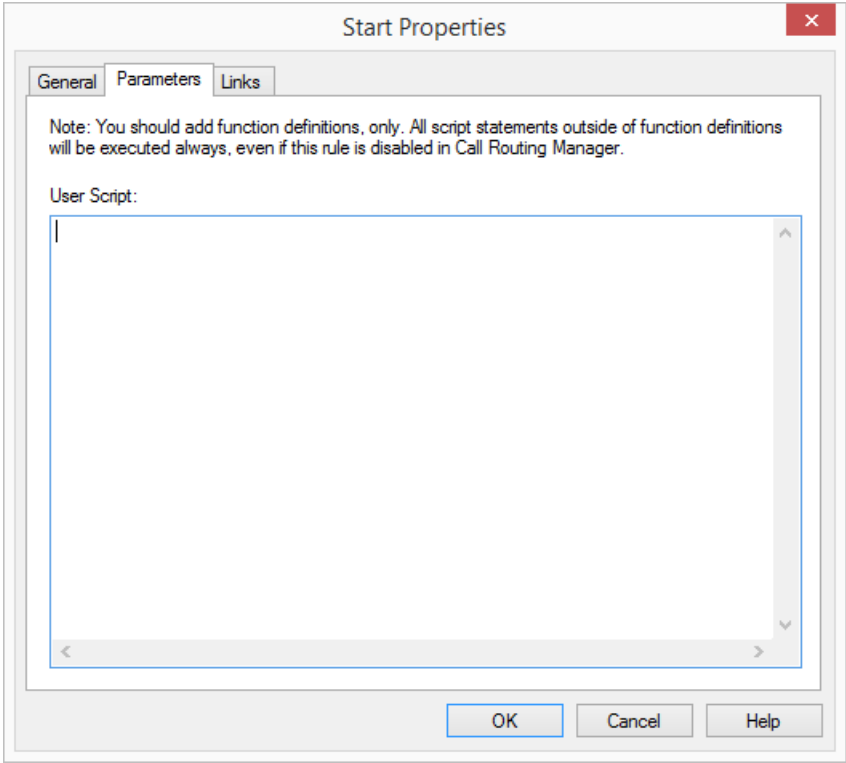 Start Properties
General Parameters Links
Note: You should add function definitions, only. All script statements outside of function definitions
will be executed always, even if this rule is disabled in Call Routing Manager.
User Script:
OK Cancel Help